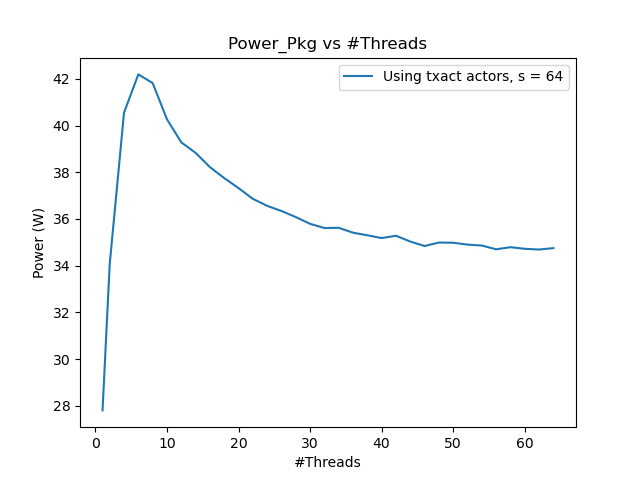 Power_Pkg vs #Threads
Using txact actors, s = 64
42
40
38
36
34
32
30
28
Power (W)
0 10 20 30 40 50 60
#Threads